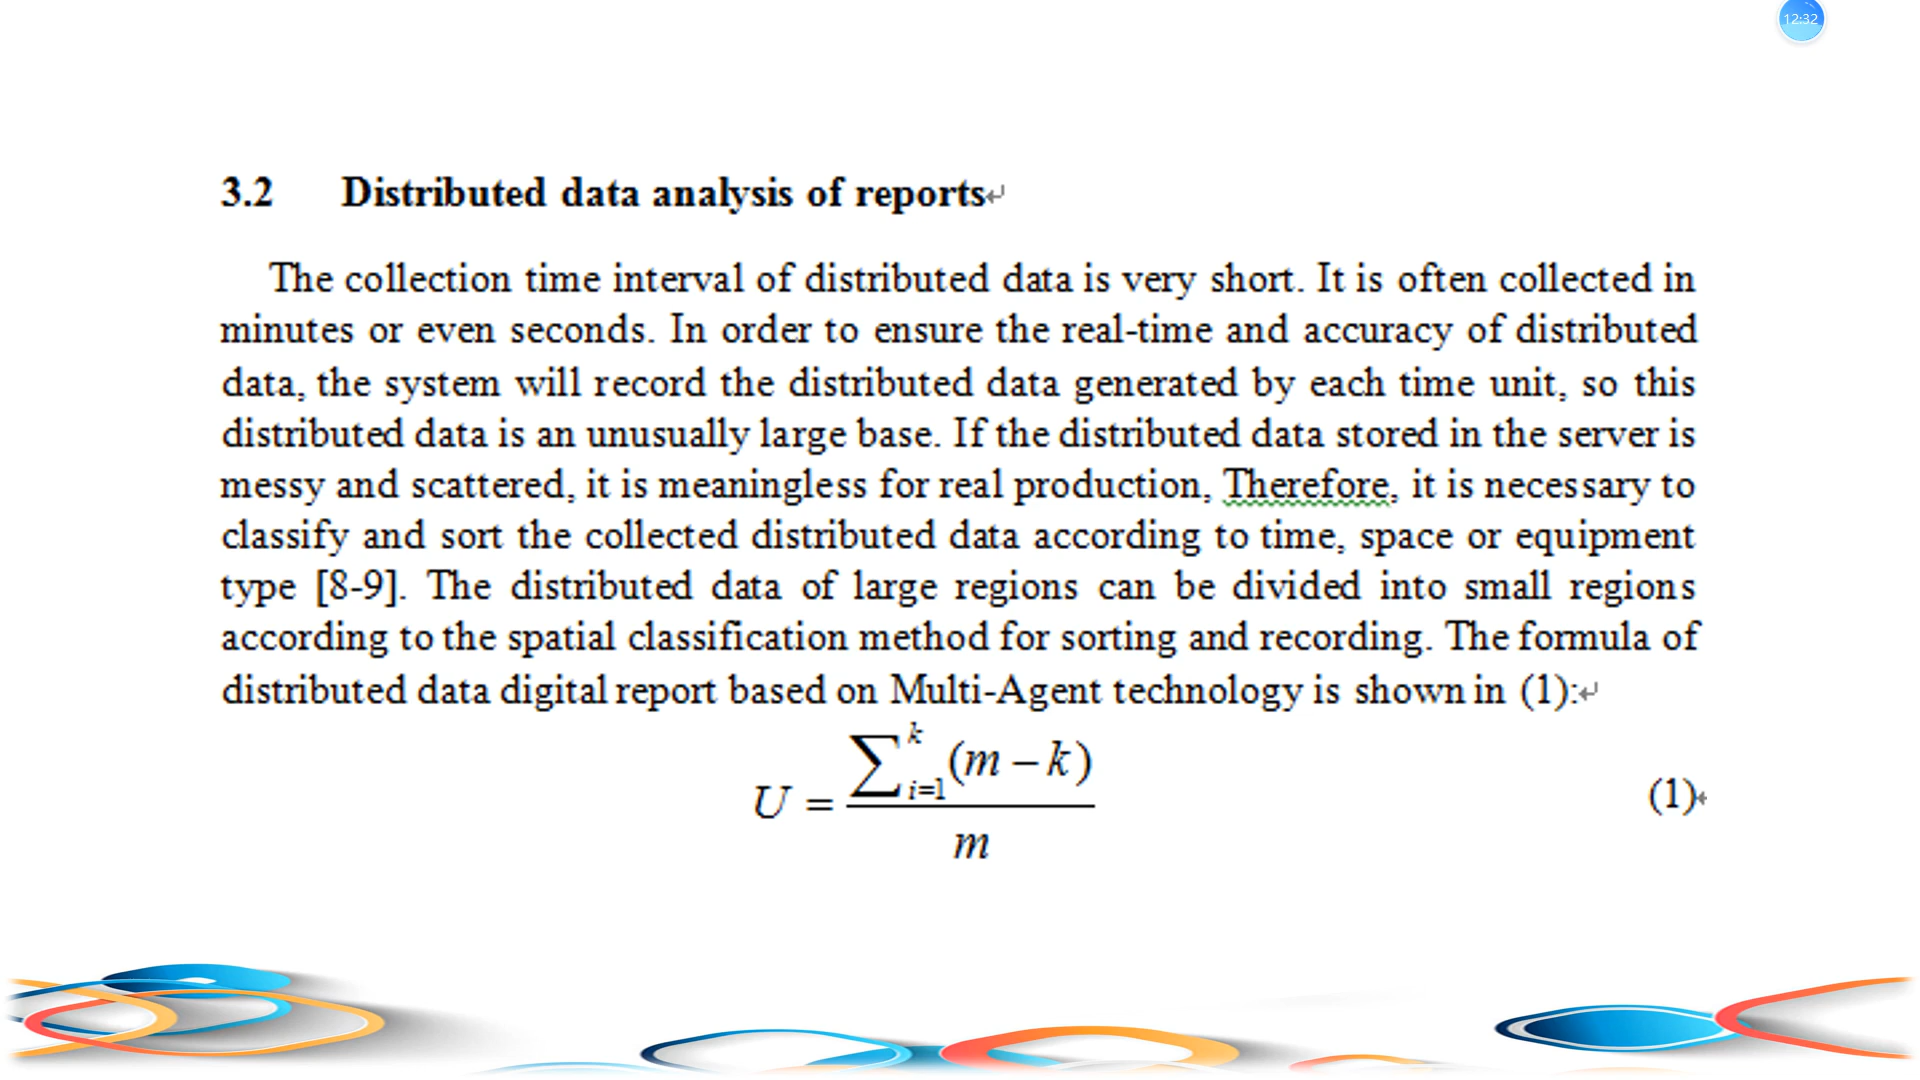 12:32
3.2 Distributed data analysis of reports↵
The collection time interval of distributed data is very short. It is often collected in
minutes or even seconds. In order to ensure the real-time and accuracy of distributed
data, the system will record the distributed data generated by each time unit, so this
distributed data is an unusually large base. If the distributed data stored in the server is
messy and scattered, it is meaningless for real production, Therefore, it is necessary to
classify and sort the collected distributed data according to time, space or equipment
type [8-9]. The distributed data of large regions can be divided into small regions
according to the spatial classification method for sorting and recording. The formula of
distributed data digital report based on Multi-Agent technology is shown in (1):↵
U = ∑_{i=1}^{k}(m − k) / m (1)↵